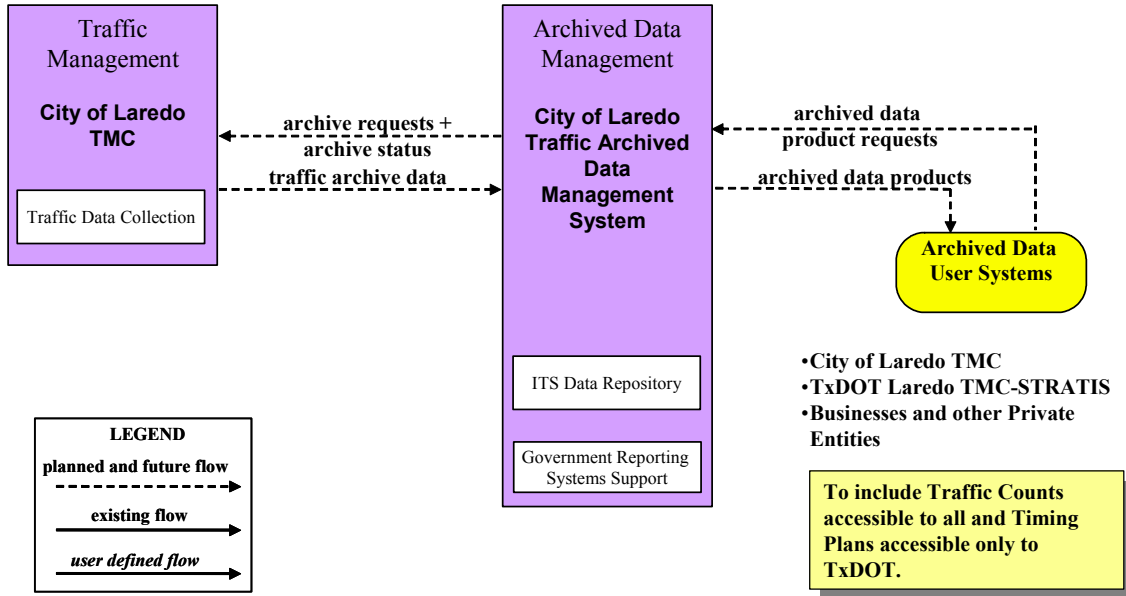 Traffic
Management
City of Laredo
TMC
Traffic Data Collection
archive requests +
archive status
traffic archive data
Archived Data
Management
City of Laredo
Traffic Archived
Data
Management
System
ITS Data Repository
Government Reporting
Systems Support
archived data
product requests
archived data products
Archived Data
User Systems
•City of Laredo TMC
•TxDOT Laredo TMC-STRATIS
•Businesses and other Private
Entities
To include Traffic Counts
accessible to all and Timing
Plans accessible only to
TxDOT.
LEGEND
planned and future flow
existing flow
user defined flow